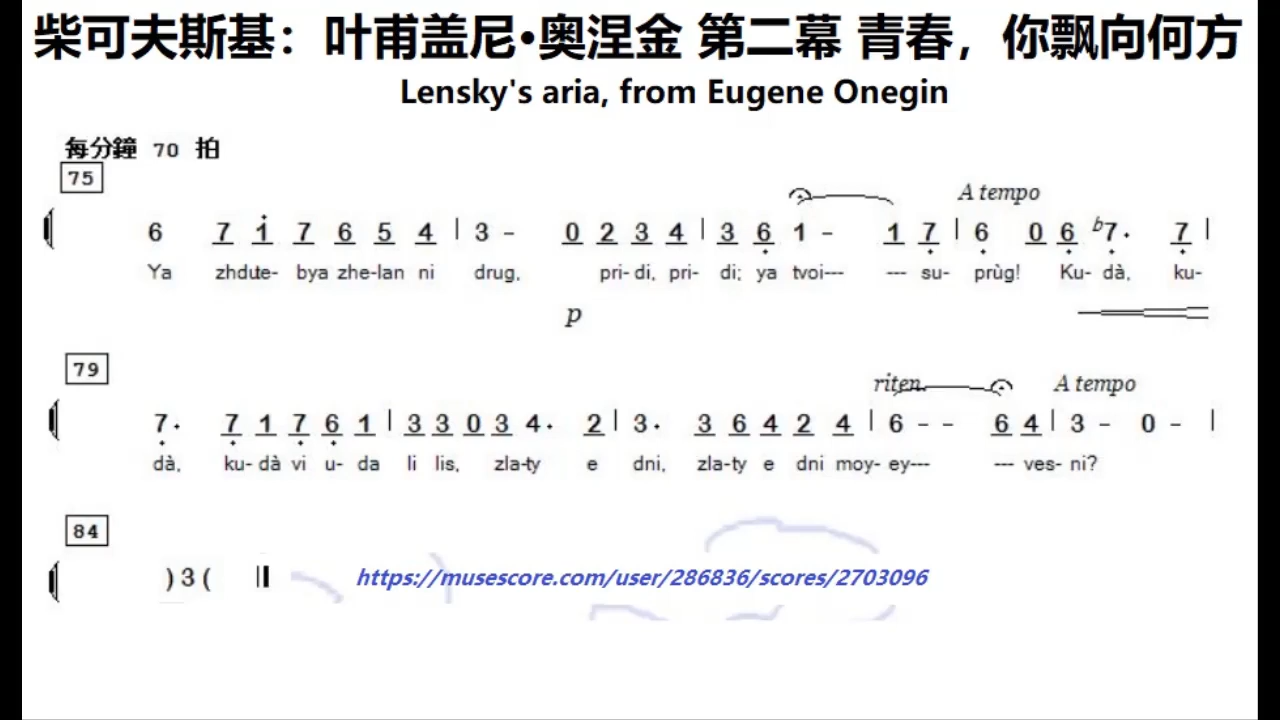 柴可夫斯基：叶甫盖尼•奥涅金 第二幕 青春，你飘向何方
Lensky's aria, from Eugene Onegin
每分鐘 70 拍
75
A tempo
6 7 1 7 6 5 4 | 3 - 0 2 3 4 | 3 6 1 - 1 7 | 6 0 6 b7. 7 |
Ya zhdu te- bya zhe-lan ni drug, pri- di, pri- di; ya tvoi--- --- su- prùg! Ku- dà, ku-
p
79
riten. A tempo
7. 7 1 7 6 1 | 3 3 0 3 4. 2 | 3. 3 6 4 2 4 | 6 - - 6 4 | 3 - 0 - |
dà, ku- dà vi u- da li lis, zla-ty e dni, zla-ty e dni moy- ey--- --- ves- ni?
84
) 3 (
https://musescore.com/user/286836/scores/2703096